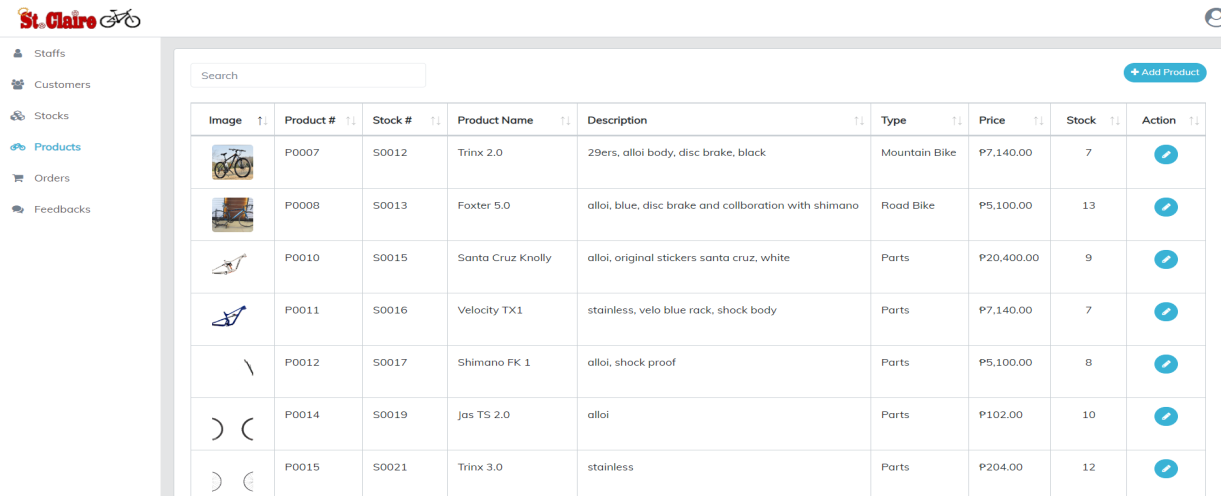 St. Claire
Staffs
Customers
Stocks
Products
Orders
Feedbacks
Search
+ Add Product
Image Product # Stock # Product Name Description Type Price Stock Action
P0007 S0012 Trinx 2.0 29ers, alloi body, disc brake, black Mountain Bike ₱7,140.00 7
P0008 S0013 Foxter 5.0 alloi, blue, disc brake and collboration with shimano Road Bike ₱5,100.00 13
P0010 S0015 Santa Cruz Knolly alloi, original stickers santa cruz, white Parts ₱20,400.00 9
P0011 S0016 Velocity TX1 stainless, velo blue rack, shock body Parts ₱7,140.00 7
P0012 S0017 Shimano FK 1 alloi, shock proof Parts ₱5,100.00 8
P0014 S0019 Jas TS 2.0 alloi Parts ₱102.00 10
P0015 S0021 Trinx 3.0 stainless Parts ₱204.00 12